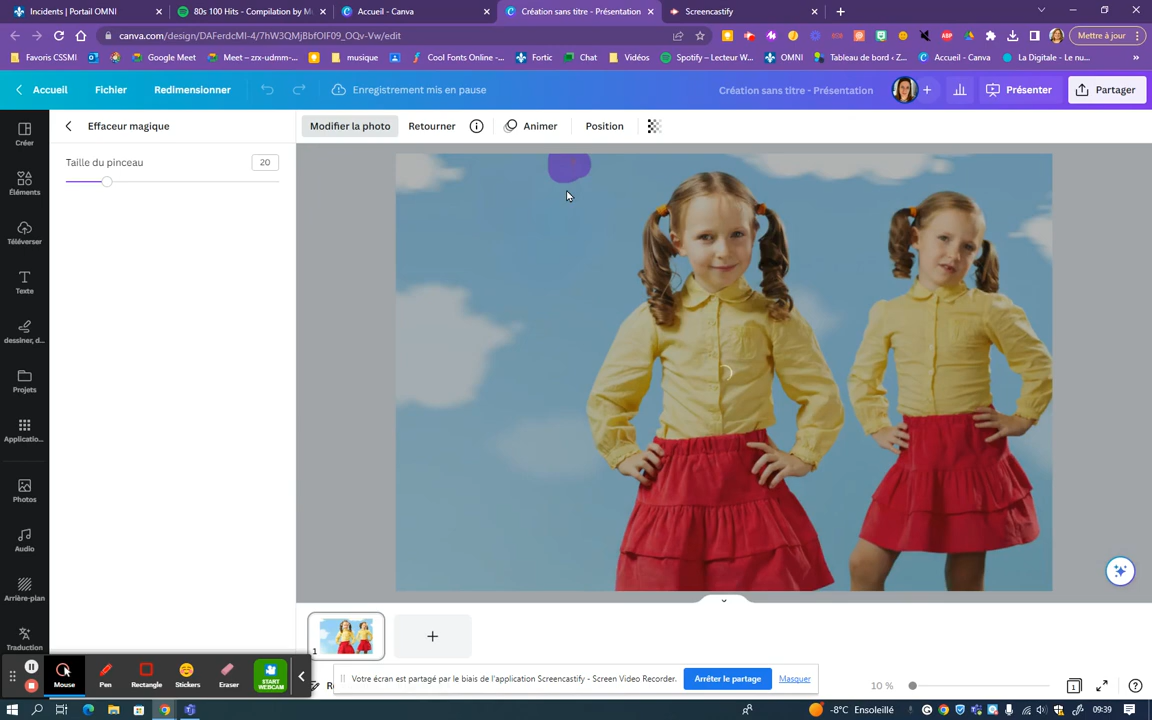 Incidents | Portail OMNI
80s 100 Hits - Compilation by M
Accueil - Canva
Création sans titre - Présentation
Screencastify
canva.com/design/DAFerdcMI-4/7hW3QMjBbfOIF09_OQv-Vw/edit
Mettre à jour
Favoris CSSMI
Google Meet
Meet – zrx-udmm-...
musique
Cool Fonts Online -...
Fortic
Chat
Vidéos
Spotify – Lecteur W...
OMNI
Tableau de bord ‹ Z...
Accueil - Canva
La Digitale - Le nu...
Accueil
Fichier
Redimensionner
Enregistrement mis en pause
Création sans titre - Présentation
Présenter
Partager
Créer
Éléments
Téléverser
Texte
dessiner, d...
Projets
Applicatio...
Photos
Audio
Arrière-plan
Traduction
Effaceur magique
Taille du pinceau
20
Modifier la photo
Retourner
Animer
Position
1
Mouse
Pen
Rectangle
Stickers
Eraser
START
WEBCAM
Votre écran est partagé par le biais de l'application Screencastify - Screen Video Recorder.
Arrêter le partage
Masquer
10 %
1
-8°C Ensoleillé
09:39